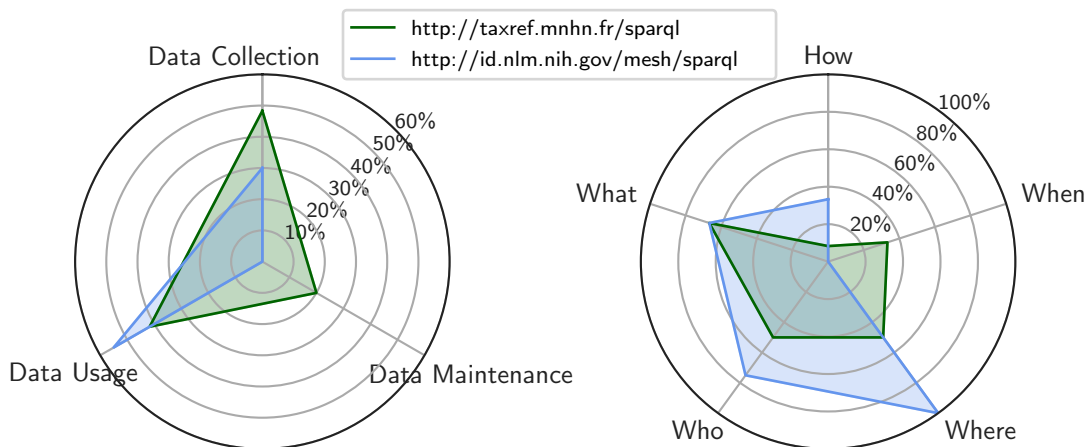 http://taxref.mnhn.fr/sparql
http://id.nlm.nih.gov/mesh/sparql
Data Collection
60%
50%
40%
30%
20%
10%
Data Usage
Data Maintenance
How
100%
80%
60%
40%
20%
What
When
Who
Where